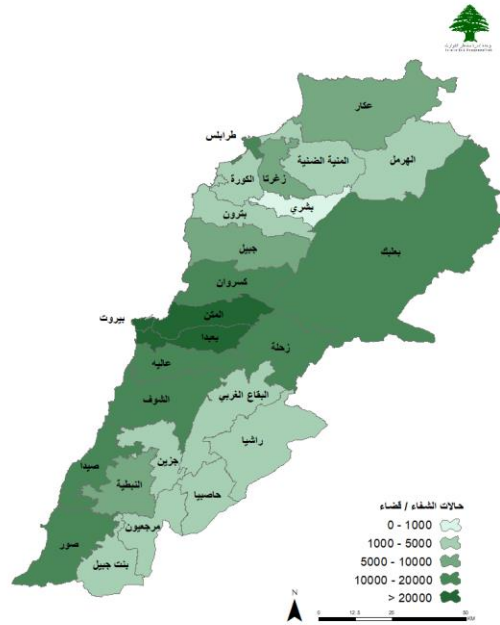 عكار
طرابلس
المنية الضنية
الهرمل
زغرتا
الكورة
بشري
بترون
جبيل
بعلبك
كسروان
المتن
بيروت
بعبدا
زحلة
عاليه
البقاع الغربي
الشوف
راشيا
جزين
صيدا
النبطية
حاصبيا
مرجعيون
صور
بنت جبيل
حالات الشفاء / قضاء
0 - 1000
1000 - 5000
5000 - 10000
10000 - 20000
> 20000
N
0 12.5 20 50
KM